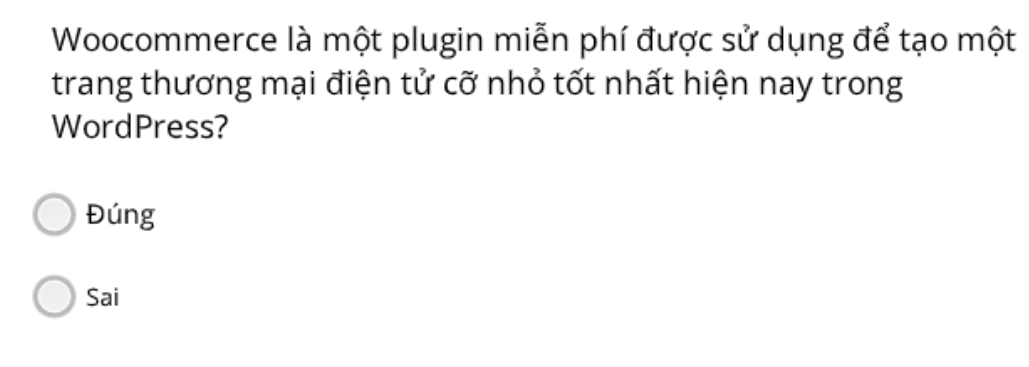 Woocommerce là một plugin miễn phí được sử dụng để tạo một
trang thương mại điện tử cỡ nhỏ tốt nhất hiện nay trong
WordPress?
Đúng
Sai